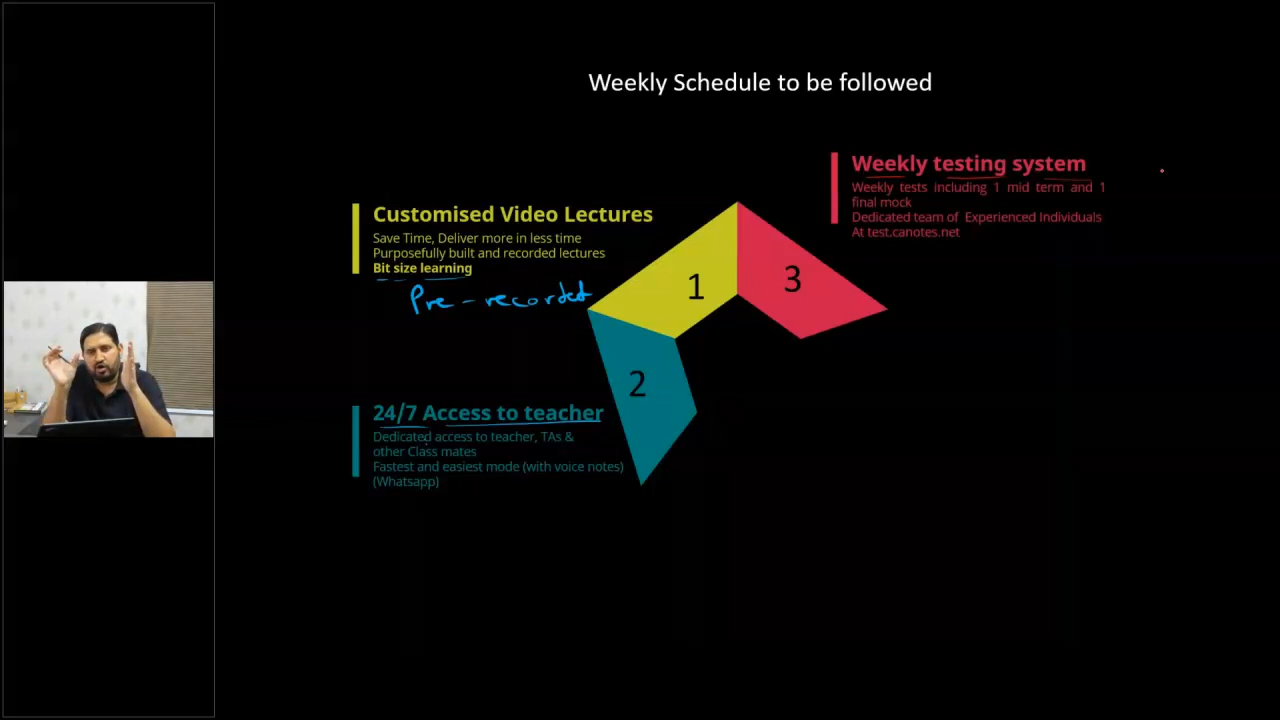 Weekly Schedule to be followed
Customised Video Lectures
Save Time, Deliver more in less time
Purposefully built and recorded lectures
Bit size learning
Pre-recorded
1
2
3
24/7 Access to teacher
Dedicated access to teacher, TAs &
other Class mates
Fastest and easiest mode (with voice notes)
(Whatsapp)
Weekly testing system
Weekly tests including 1 mid term and 1
final mock
Dedicated team of Experienced Individuals
At test.canotes.net